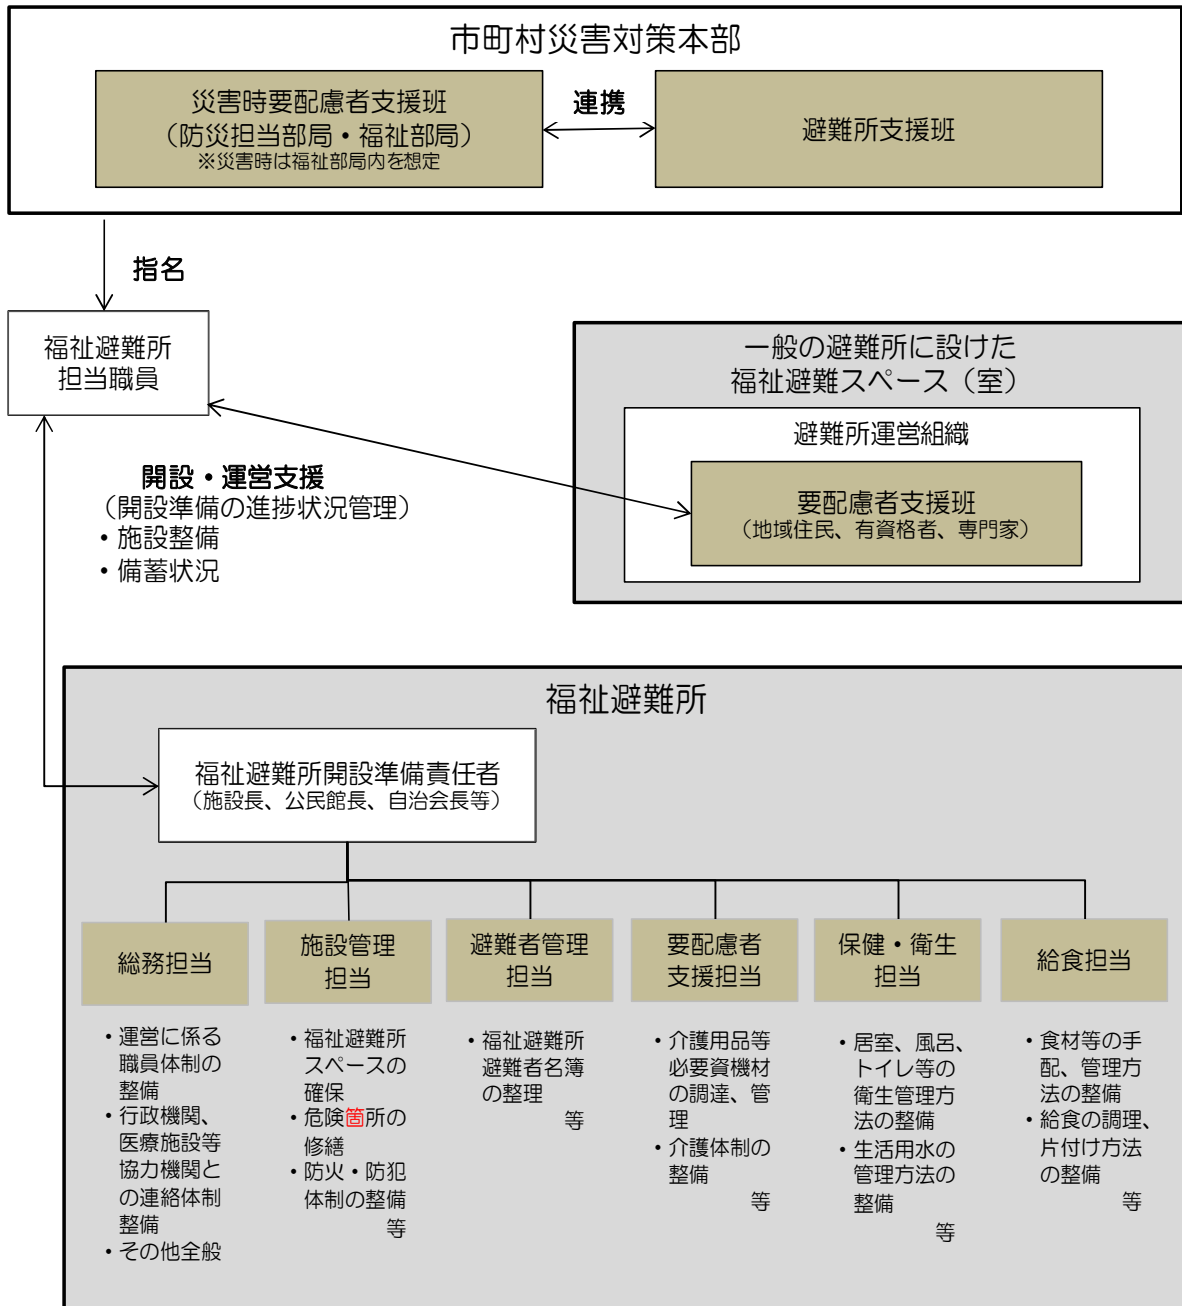 市町村災害対策本部
災害時要配慮者支援班
（防災担当部局・福祉部局）
※災害時は福祉部局内を想定
連携
避難所支援班
指名
福祉避難所
担当職員
一般の避難所に設けた
福祉避難スペース（室）
避難所運営組織
要配慮者支援班
（地域住民、有資格者、専門家）
開設・運営支援
（開設準備の進捗状況管理）
・施設整備
・備蓄状況
福祉避難所
福祉避難所開設準備責任者
（施設長、公民館長、自治会長等）
総務担当
・運営に係る
職員体制の
整備
・行政機関、
医療施設等
協力機関と
の連絡体制
整備
・その他全般
施設管理
担当
・福祉避難所
スペースの
確保
・危険箇所の
修繕
・防火・防犯
体制の整備
等
避難者管理
担当
・福祉避難所
避難者名簿
の整理
等
要配慮者
支援担当
・介護用品等
必要資機材
の調達、管
理
・介護体制の
整備
等
保健・衛生
担当
・居室、風呂、
トイレ等の
衛生管理方
法の整備
・生活用水の
管理方法の
整備
等
給食担当
・食材等の手
配、管理方
法の整備
・給食の調理、
片付け方法
の整備
等